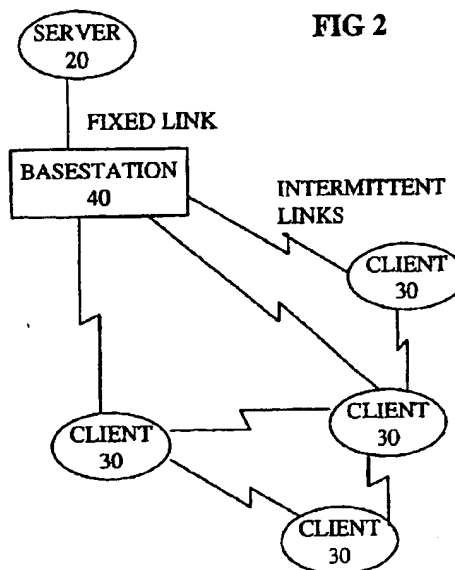 FIG 2
SERVER
20
FIXED LINK
BASESTATION
40
INTERMITTENT
LINKS
CLIENT
30
CLIENT
30
CLIENT
30
CLIENT
30